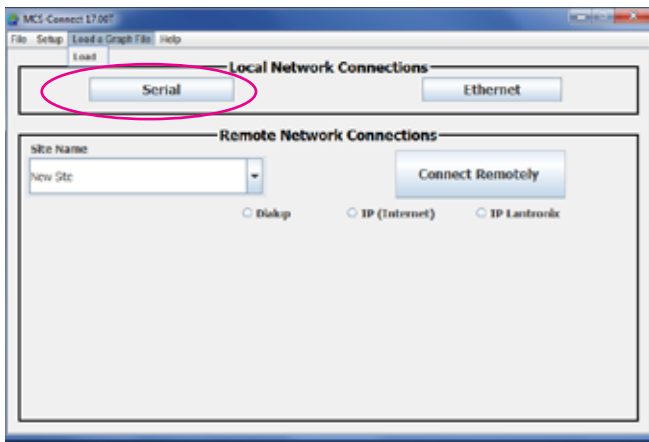 MCS-Connect 17.00T
File Setup Load a Graph File Help
Load
Local Network Connections
Serial Ethernet
Remote Network Connections
Site Name
New Site
Connect Remotely
Dialup IP (Internet) IP Lantronix